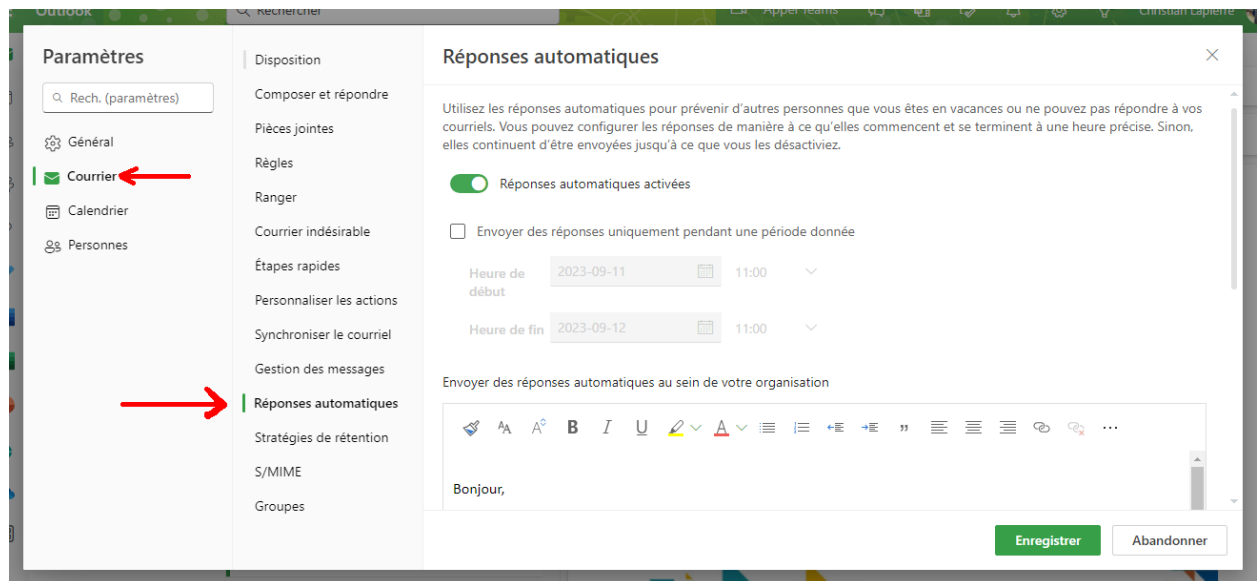 Outlook
Rechercher
Appel Teams
Christian Lapierre
Paramètres
Rech. (paramètres)
Général
Courrier
Calendrier
Personnes
Disposition
Composer et répondre
Pièces jointes
Règles
Ranger
Courrier indésirable
Étapes rapides
Personnaliser les actions
Synchroniser le courriel
Gestion des messages
Réponses automatiques
Stratégies de rétention
S/MIME
Groupes
Réponses automatiques
Utilisez les réponses automatiques pour prévenir d’autres personnes que vous êtes en vacances ou ne pouvez pas répondre à vos
courriels. Vous pouvez configurer les réponses de manière à ce qu’elles commencent et se terminent à une heure précise. Sinon,
elles continuent d’être envoyées jusqu’à ce que vous les désactiviez.
Réponses automatiques activées
Envoyer des réponses uniquement pendant une période donnée
Heure de
début
2023-09-11
11:00
Heure de fin
2023-09-12
11:00
Envoyer des réponses automatiques au sein de votre organisation
Bonjour,
Enregistrer
Abandonner